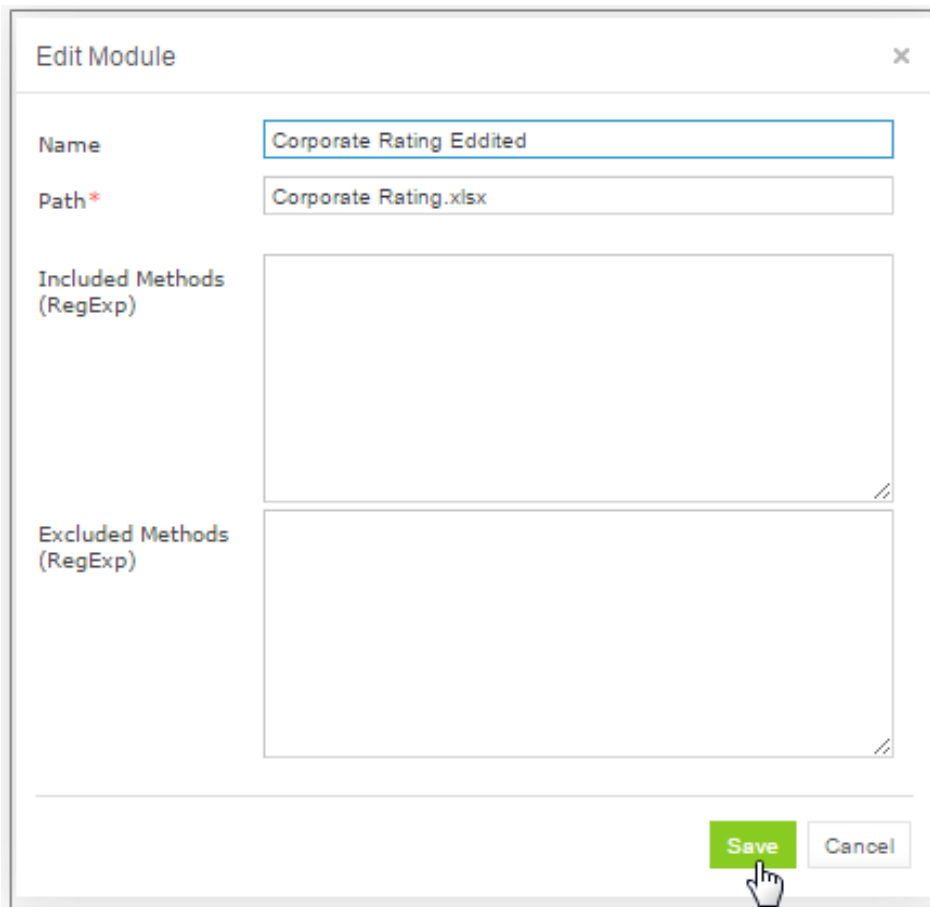 Edit Module
×
Name
Corporate Rating Eddited
Path*
Corporate Rating.xlsx
Included Methods
(RegExp)
Excluded Methods
(RegExp)
Save
Cancel